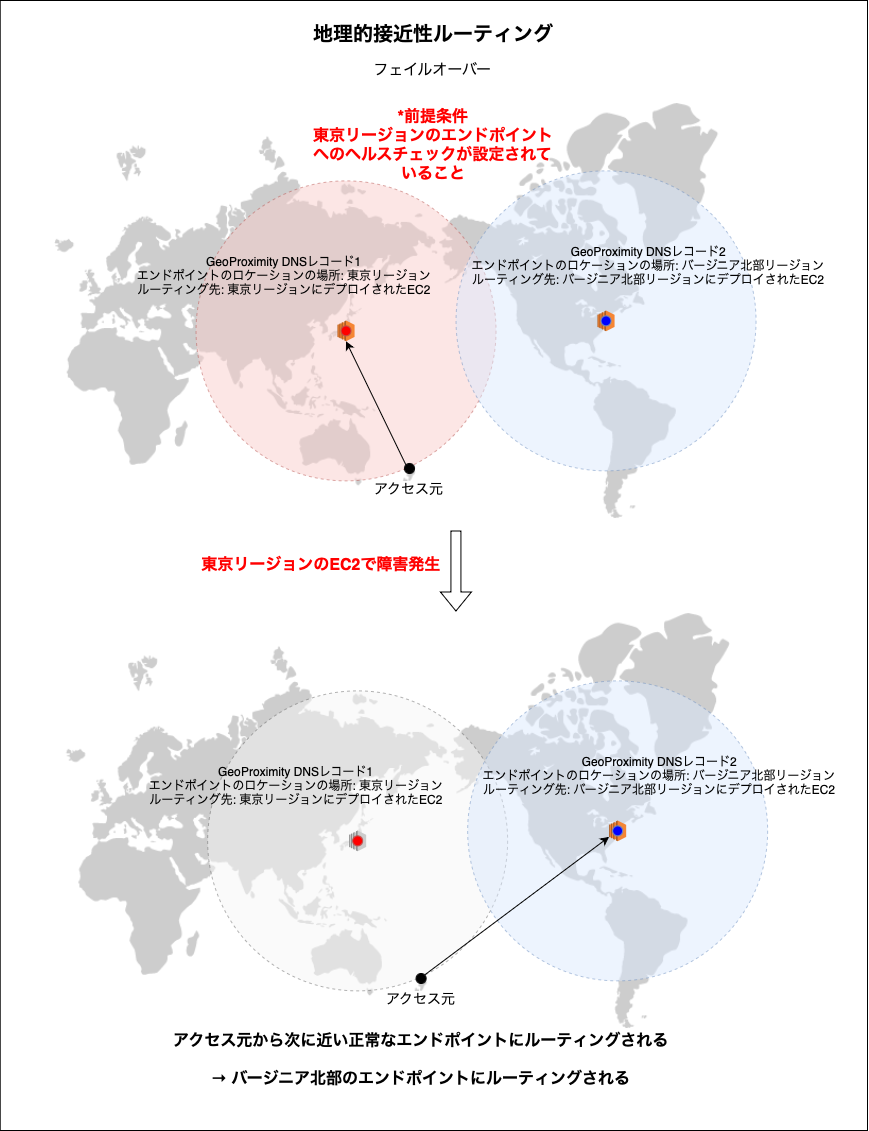 地理的接近性ルーティング
フェイルオーバー
*前提条件
東京リージョンのエンドポイント
へのヘルスチェックが設定されて
いること
GeoProximity DNSレコード1
エンドポイントのロケーションの場所: 東京リージョン
ルーティング先: 東京リージョンにデプロイされたEC2
GeoProximity DNSレコード2
エンドポイントのロケーションの場所: バージニア北部リージョン
ルーティング先: バージニア北部リージョンにデプロイされたEC2
アクセス元
東京リージョンのEC2で障害発生
GeoProximity DNSレコード1
エンドポイントのロケーションの場所: 東京リージョン
ルーティング先: 東京リージョンにデプロイされたEC2
GeoProximity DNSレコード2
エンドポイントのロケーションの場所: バージニア北部リージョン
ルーティング先: バージニア北部リージョンにデプロイされたEC2
アクセス元
アクセス元から次に近い正常なエンドポイントにルーティングされる
→ バージニア北部のエンドポイントにルーティングされる